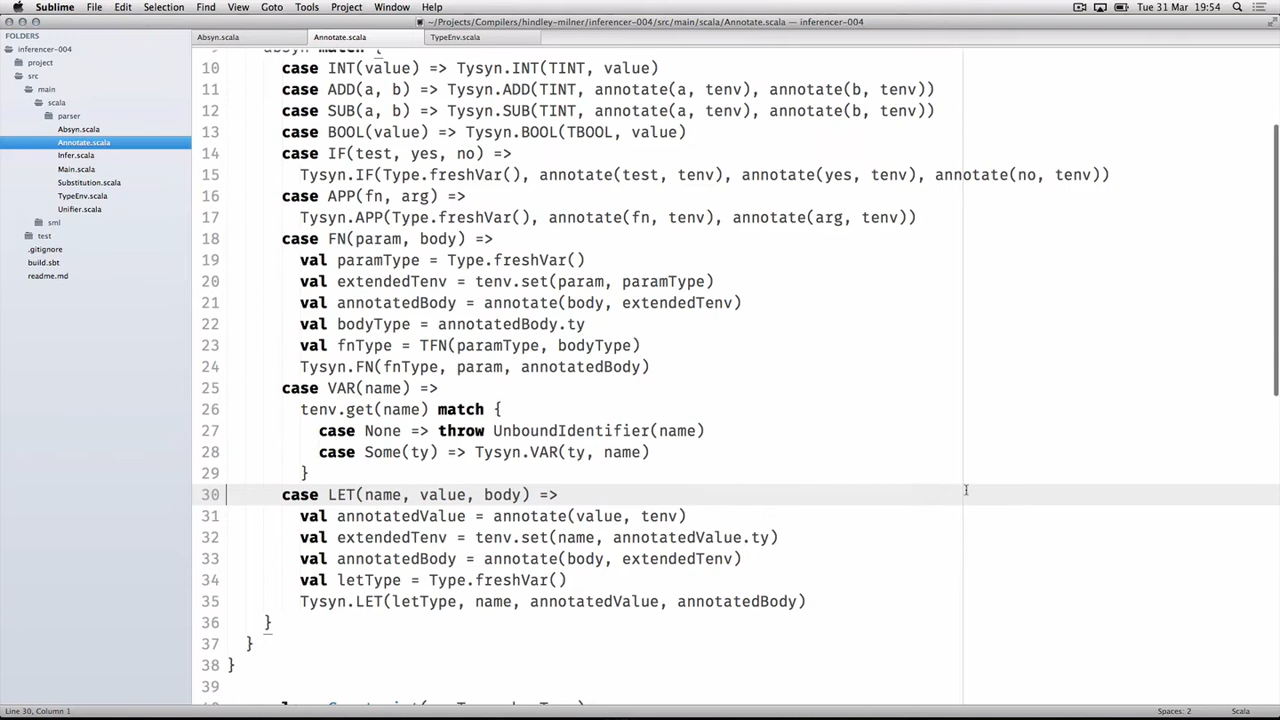 Sublime File Edit Selection Find View Goto Tools Project Window Help Tue 31 Mar 19:54
~/Projects/Compilers/hindley-milner/inferencer-004/src/main/scala/Annotate.scala — inferencer-004
FOLDERS
inferencer-004
project
src
main
scala
parser
Absyn.scala
Annotate.scala
Infer.scala
Main.scala
Substitution.scala
TypeEnv.scala
Unifier.scala
sml
test
.gitignore
build.sbt
readme.md
Absyn.scala Annotate.scala TypeEnv.scala
9 absyn match {
10 case INT(value) => Tysyn.INT(TINT, value)
11 case ADD(a, b) => Tysyn.ADD(TINT, annotate(a, tenv), annotate(b, tenv))
12 case SUB(a, b) => Tysyn.SUB(TINT, annotate(a, tenv), annotate(b, tenv))
13 case BOOL(value) => Tysyn.BOOL(TBOOL, value)
14 case IF(test, yes, no) =>
15 Tysyn.IF(Type.freshVar(), annotate(test, tenv), annotate(yes, tenv), annotate(no, tenv))
16 case APP(fn, arg) =>
17 Tysyn.APP(Type.freshVar(), annotate(fn, tenv), annotate(arg, tenv))
18 case FN(param, body) =>
19 val paramType = Type.freshVar()
20 val extendedTenv = tenv.set(param, paramType)
21 val annotatedBody = annotate(body, extendedTenv)
22 val bodyType = annotatedBody.ty
23 val fnType = TFN(paramType, bodyType)
24 Tysyn.FN(fnType, param, annotatedBody)
25 case VAR(name) =>
26 tenv.get(name) match {
27 case None => throw UnboundIdentifier(name)
28 case Some(ty) => Tysyn.VAR(ty, name)
29 }
30 case LET(name, value, body) =>
31 val annotatedValue = annotate(value, tenv)
32 val extendedTenv = tenv.set(name, annotatedValue.ty)
33 val annotatedBody = annotate(body, extendedTenv)
34 val letType = Type.freshVar()
35 Tysyn.LET(letType, name, annotatedValue, annotatedBody)
36 }
37 }
38 }
39
Line 30, Column 1 Spaces: 2 Scala